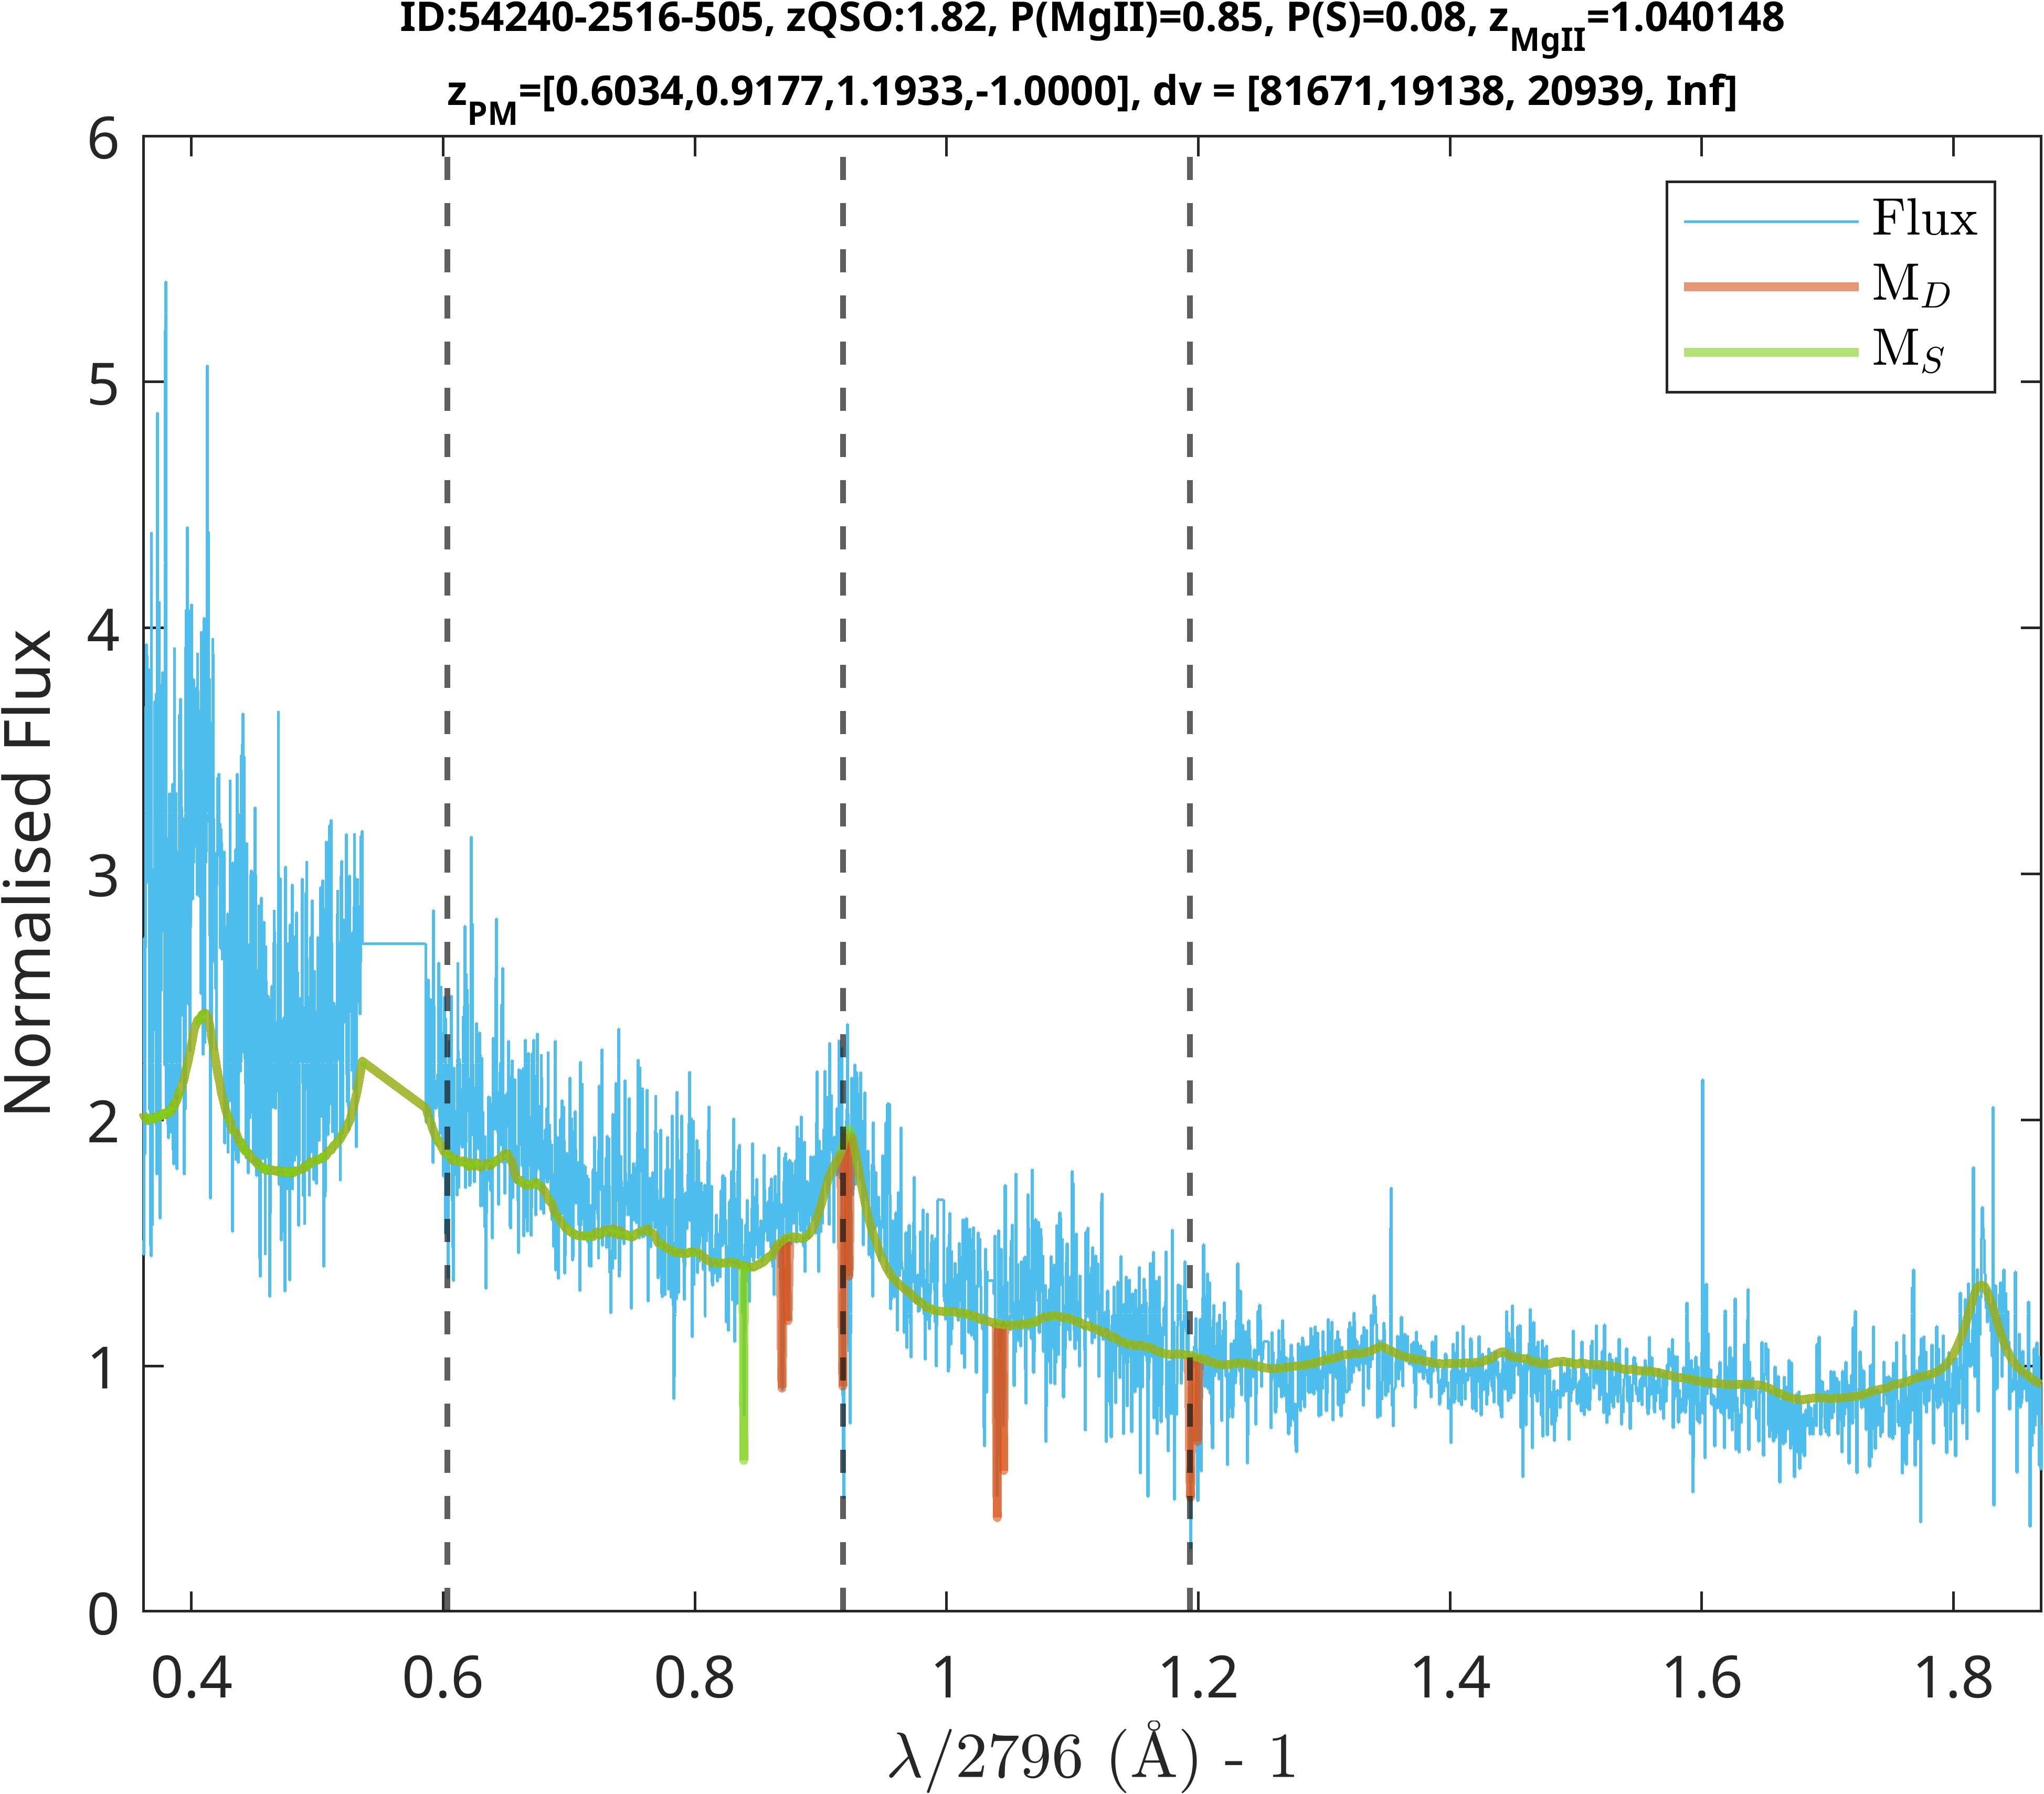 ID:54240-2516-505, zQSO:1.82, P(MgII)=0.85, P(S)=0.08, zMgII=1.040148
zPM=[0.6034,0.9177,1.1933,-1.0000], dv = [81671,19138, 20939, Inf]
6
5
4
3
2
1
0
Normalised Flux
Flux
MD
MS
0.4
0.6
0.8
1
1.2
1.4
1.6
1.8
λ/2796 (Å) - 1